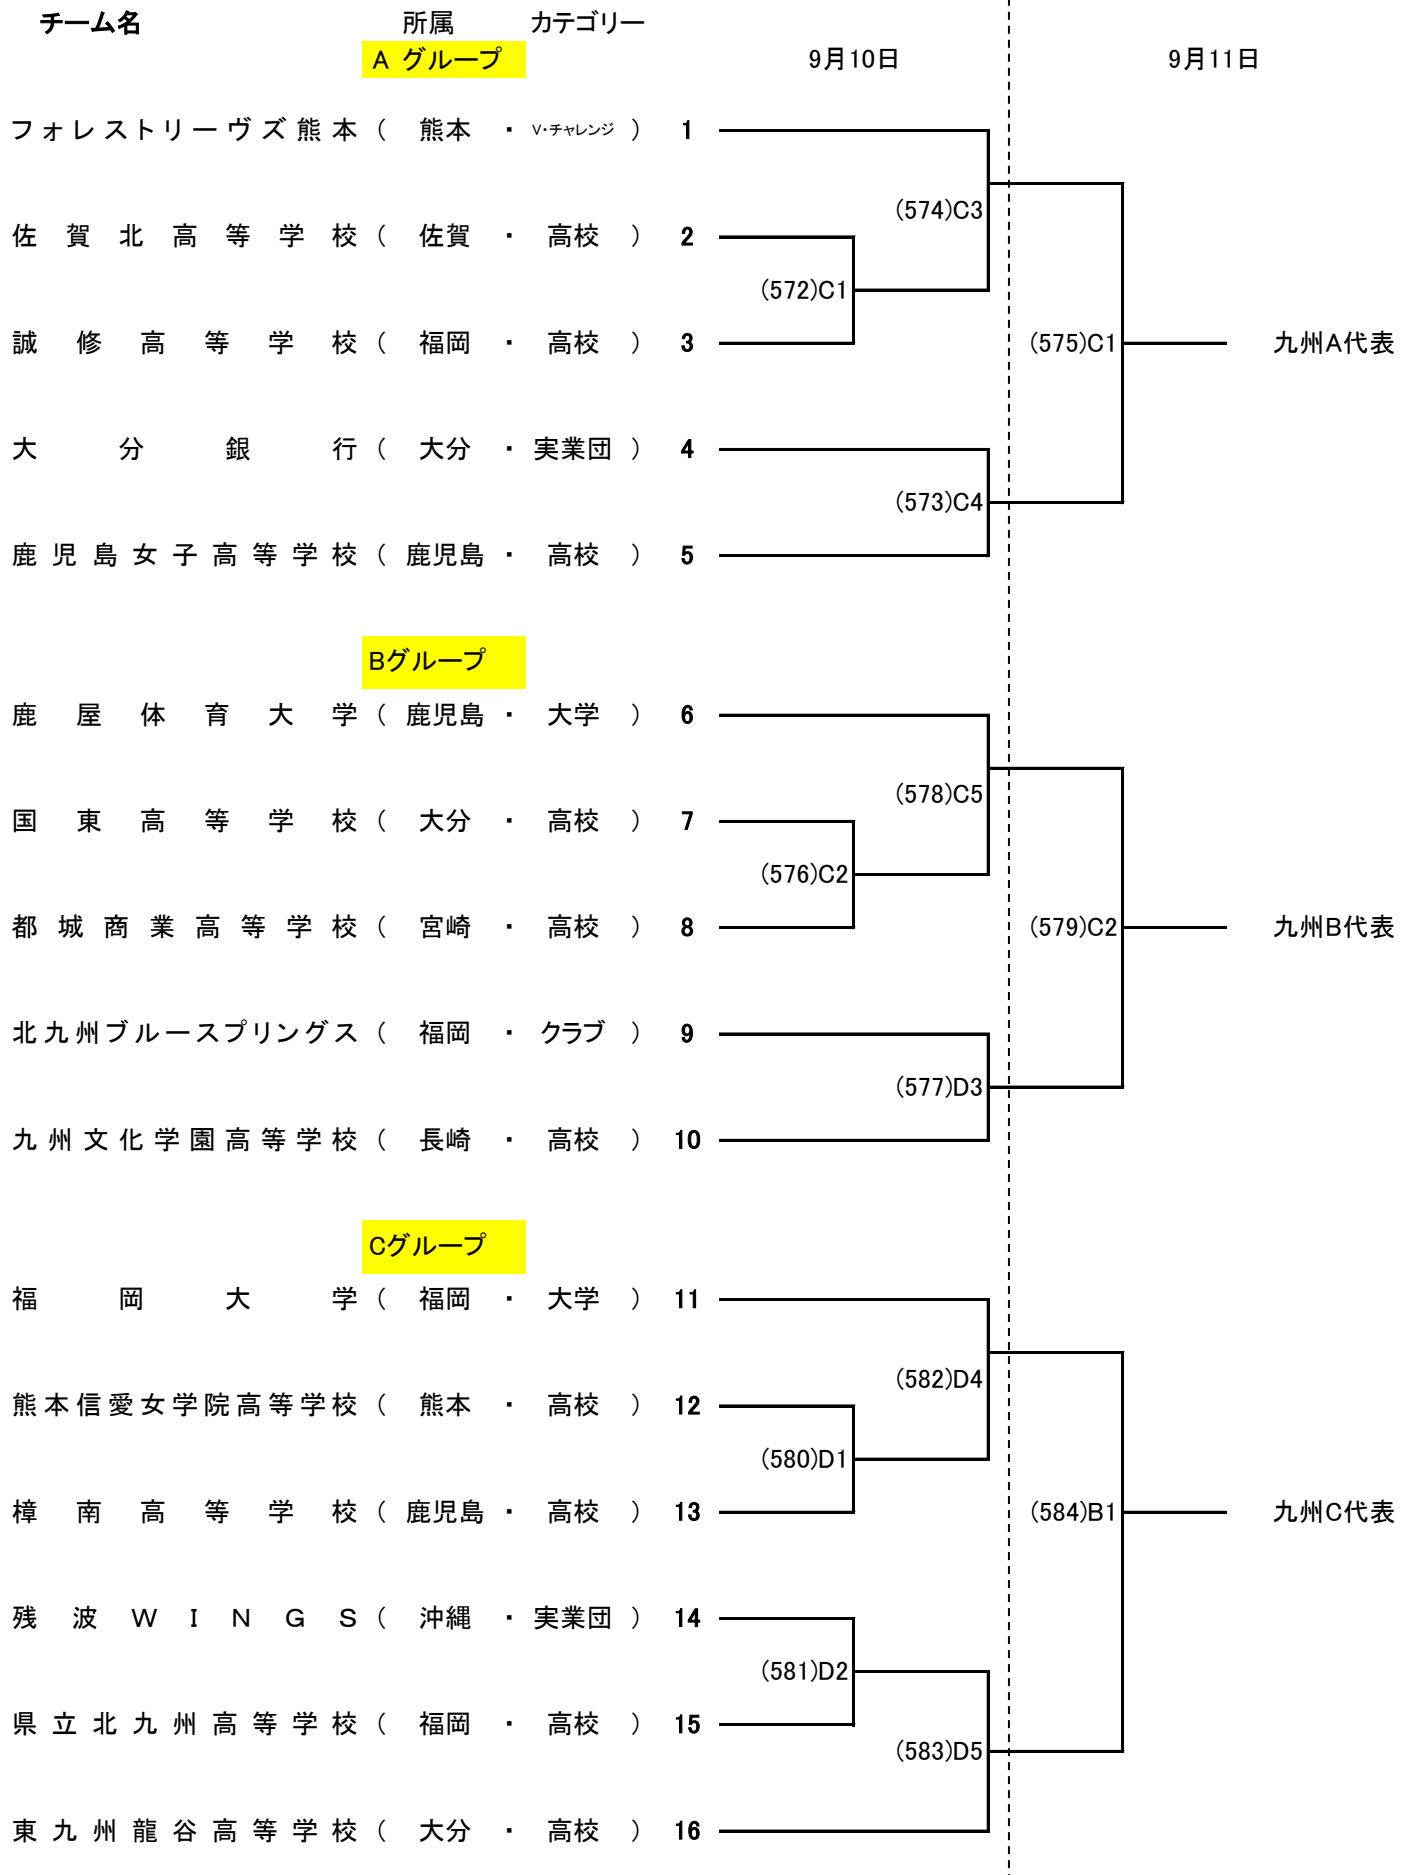 チーム名 所属 カテゴリー
A グループ 9月10日 9月11日
フォレストリーヴズ熊本 ( 熊本 ・ V・チャレンジ ) 1
(574)C3
佐賀北高等学校 ( 佐賀 ・ 高校 ) 2
(572)C1
誠修高等学校 ( 福岡 ・ 高校 ) 3 (575)C1 九州A代表
大分銀行 ( 大分 ・ 実業団 ) 4
(573)C4
鹿児島女子高等学校 ( 鹿児島 ・ 高校 ) 5
Bグループ
鹿屋体育大学 ( 鹿児島 ・ 大学 ) 6
(578)C5
国東高等学校 ( 大分 ・ 高校 ) 7
(576)C2
都城商業高等学校 ( 宮崎 ・ 高校 ) 8 (579)C2 九州B代表
北九州ブルースプリングス ( 福岡 ・ クラブ ) 9
(577)D3
九州文化学園高等学校 ( 長崎 ・ 高校 ) 10
Cグループ
福岡大学 ( 福岡 ・ 大学 ) 11
(582)D4
熊本信愛女学院高等学校 ( 熊本 ・ 高校 ) 12
(580)D1
樟南高等学校 ( 鹿児島 ・ 高校 ) 13 (584)B1 九州C代表
残波WINGS ( 沖縄 ・ 実業団 ) 14
(581)D2
県立北九州高等学校 ( 福岡 ・ 高校 ) 15
(583)D5
東九州龍谷高等学校 ( 大分 ・ 高校 ) 16